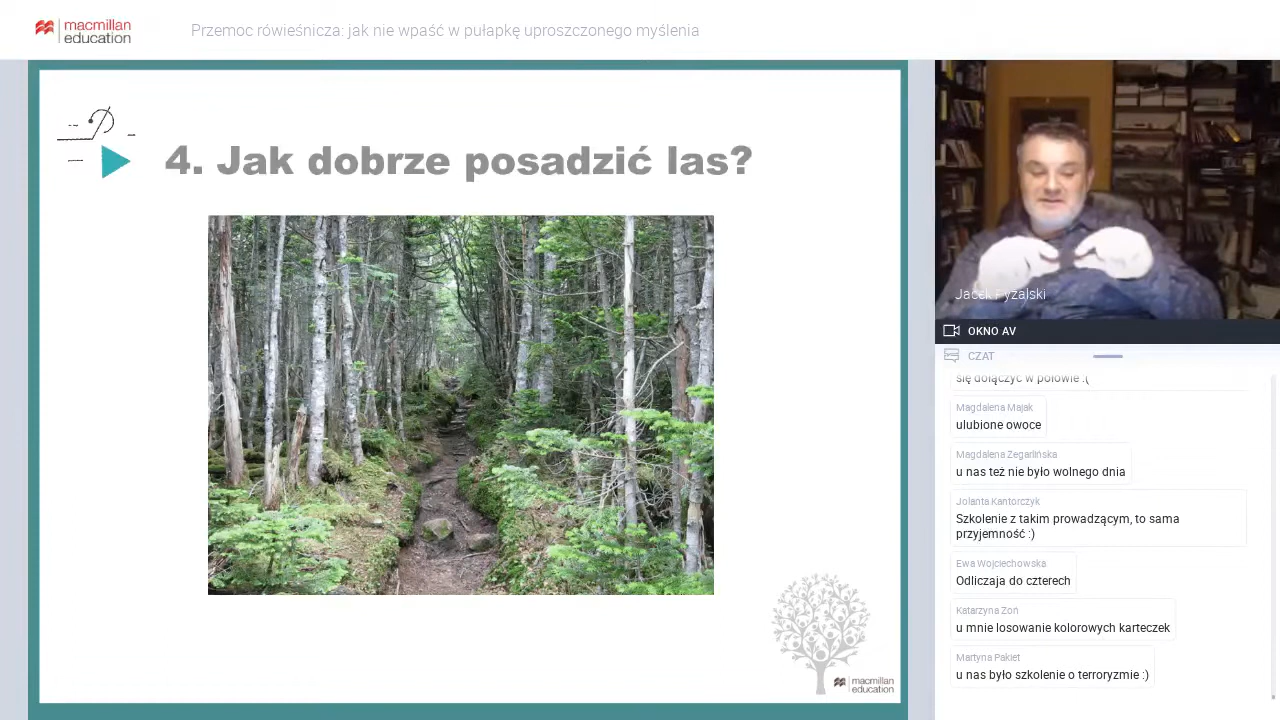 macmillan
education
Przemoc rówieśnicza: jak nie wpaść w pułapkę uproszczonego myślenia
4. Jak dobrze posadzić las?
macmillan
education
Jacek Pyżalski
OKNO AV
CZAT
się dołączyć w połowie :(
Magdalena Majak
ulubione owoce
Magdalena Zegarlińska
u nas też nie było wolnego dnia
Jolanta Kantorczyk
Szkolenie z takim prowadzącym, to sama
przyjemność :)
Ewa Wojciechowska
Odliczaja do czterech
Katarzyna Zoń
u mnie losowanie kolorowych karteczek
Martyna Pakiet
u nas było szkolenie o terroryzmie :)